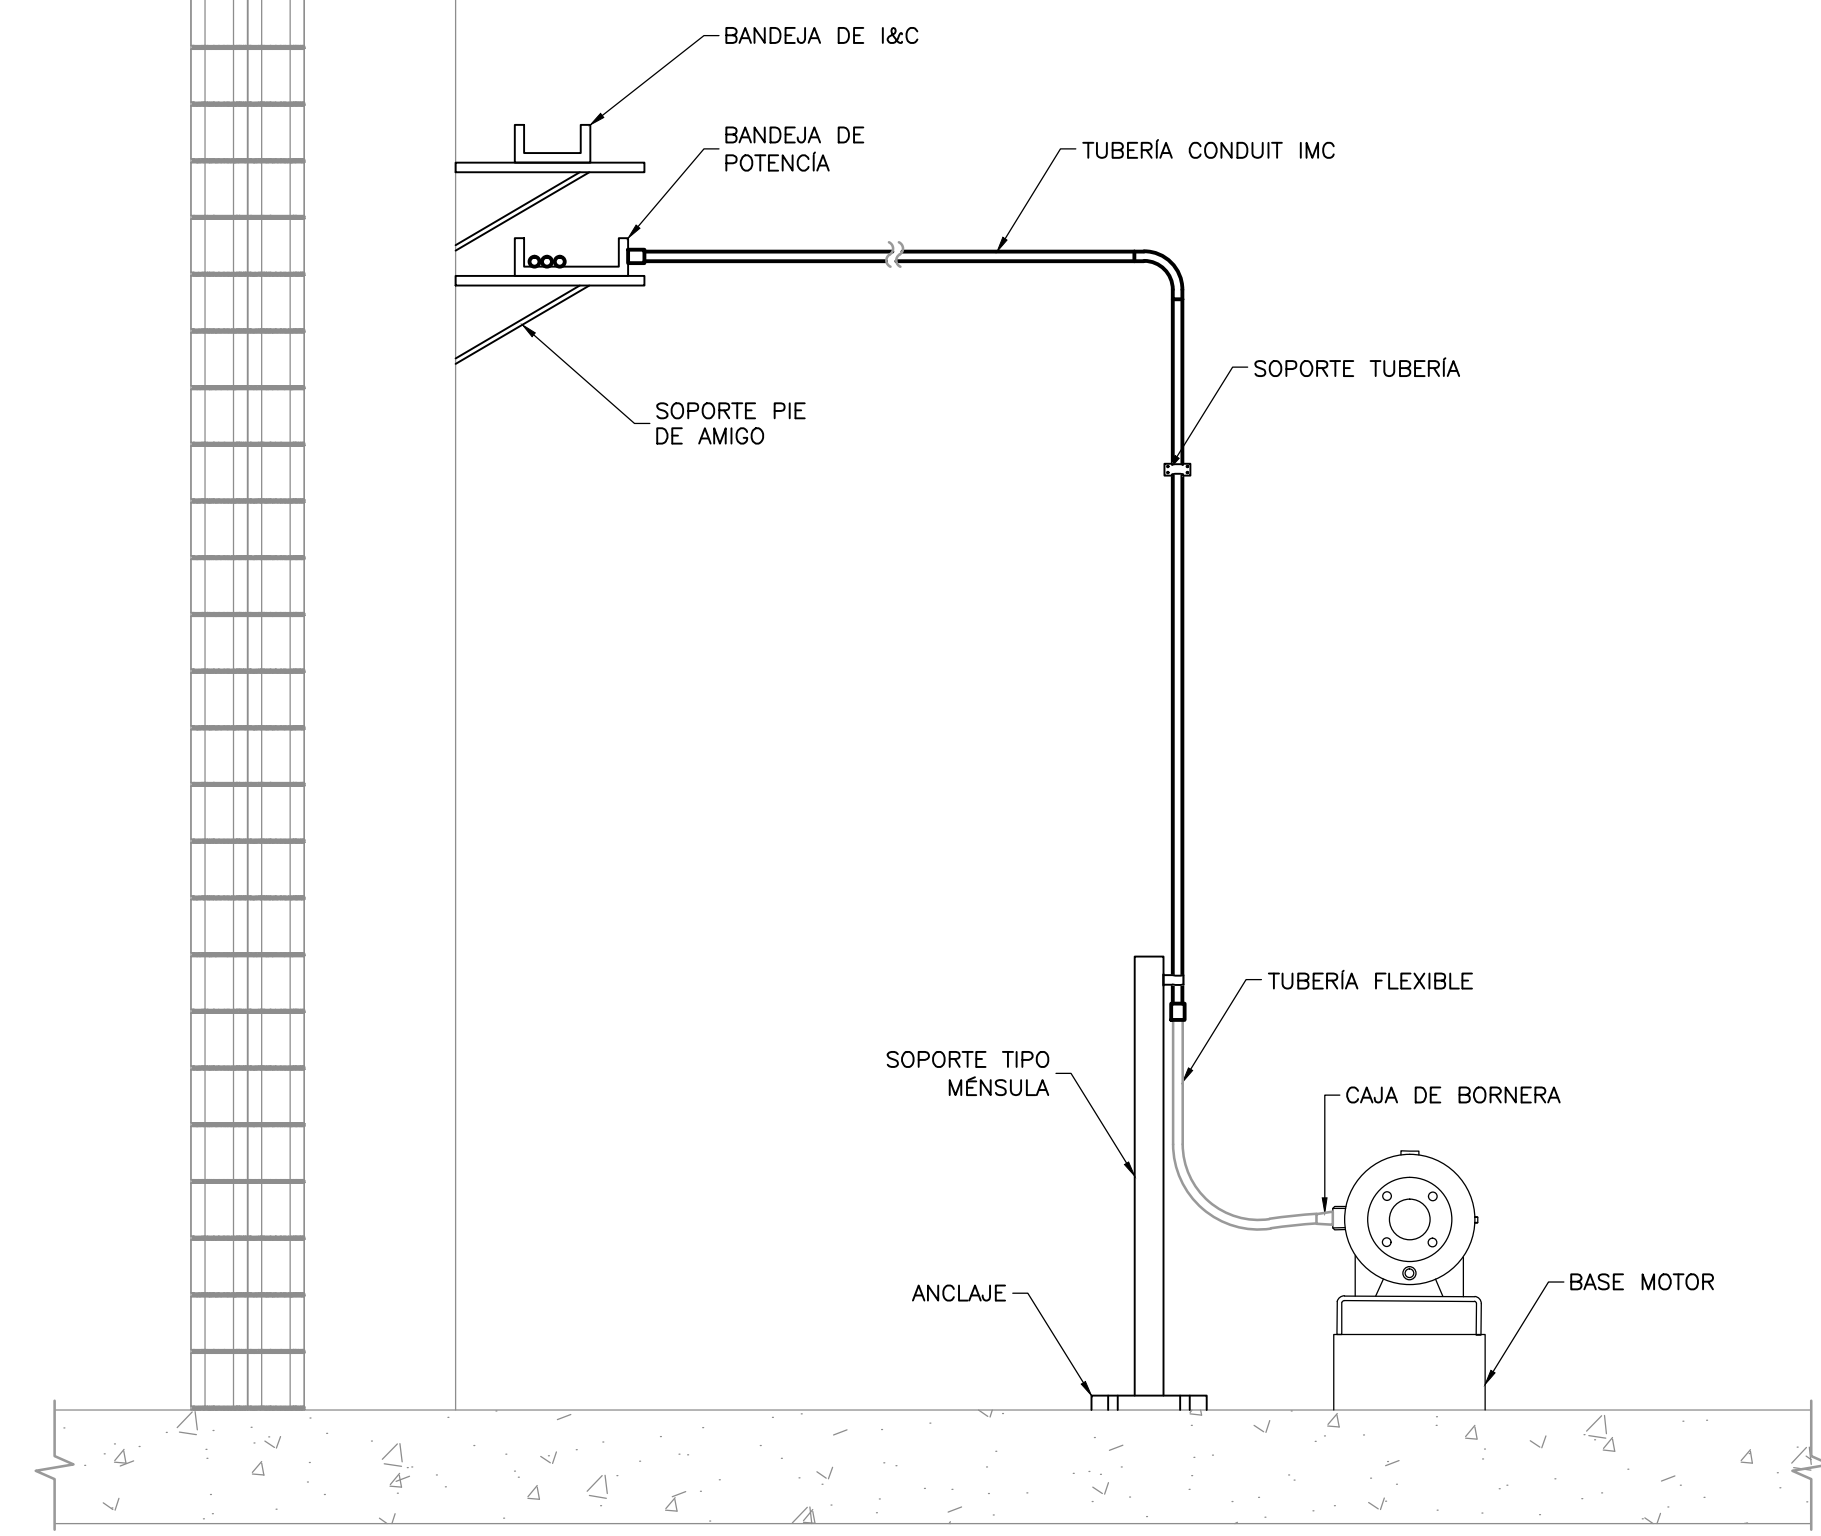 BANDEJA DE I&C
BANDEJA DE
POTENCÍA
TUBERÍA CONDUIT IMC
SOPORTE TUBERÍA
SOPORTE PIE
DE AMIGO
TUBERÍA FLEXIBLE
SOPORTE TIPO
MÉNSULA
CAJA DE BORNERA
ANCLAJE
BASE MOTOR